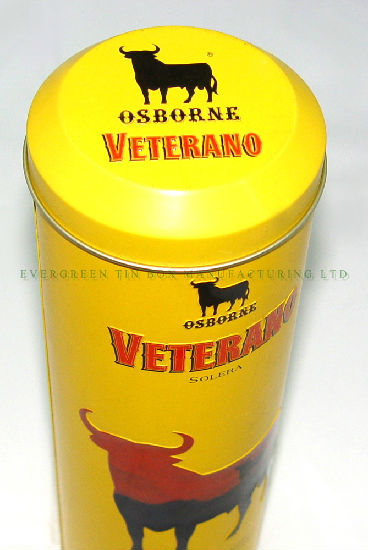 ®
OSBORNE
VETERANO
EVERGREEN TIN BOX MANUFACTURING LTD
OSBORNE
VETERANO
SOLERA